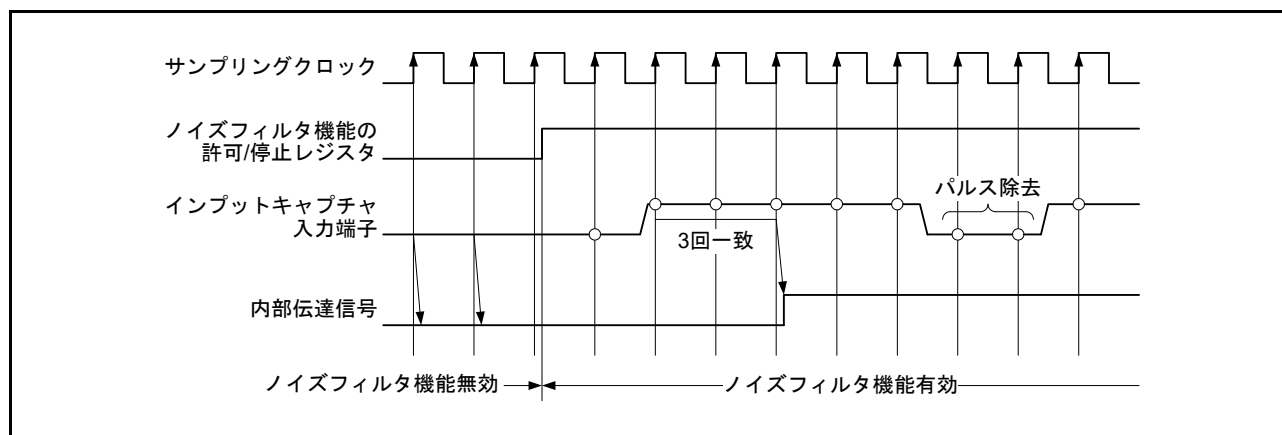 サンプリングクロック
ノイズフィルタ機能の
許可/停止レジスタ
インプットキャプチャ
入力端子
パルス除去
3回一致
内部伝達信号
ノイズフィルタ機能無効
ノイズフィルタ機能有効